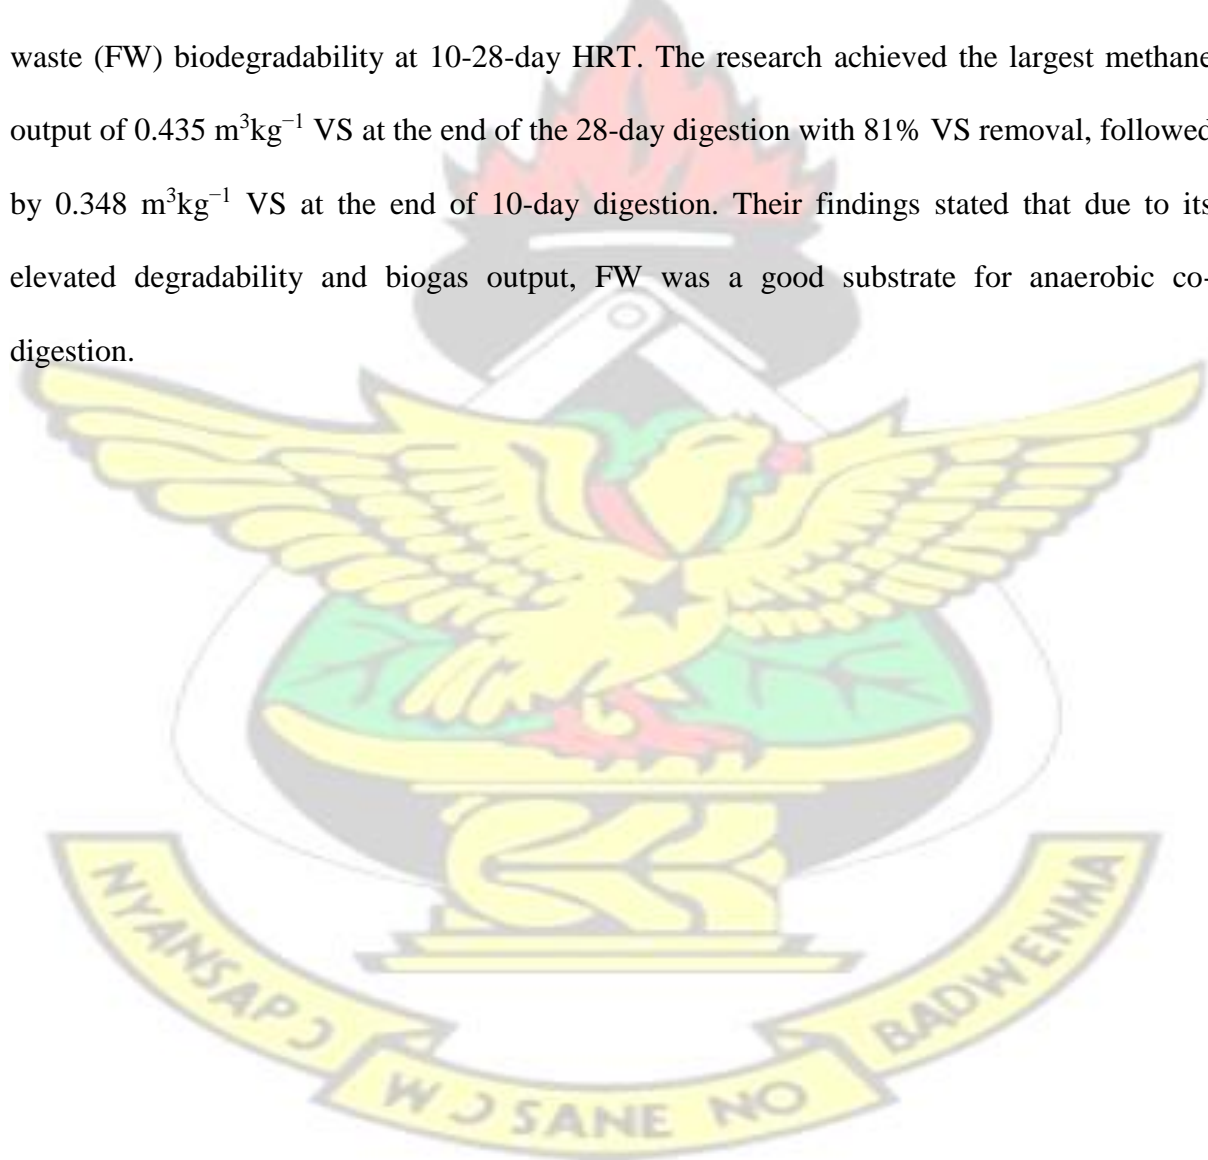 waste (FW) biodegradability at 10-28-day HRT. The research achieved the largest methane
output of 0.435 m³kg⁻¹ VS at the end of the 28-day digestion with 81% VS removal, followed
by 0.348 m³kg⁻¹ VS at the end of 10-day digestion. Their findings stated that due to its
elevated degradability and biogas output, FW was a good substrate for anaerobic co-
digestion.
NYANSAPƆ
WƆSANE NO
BADWENMA